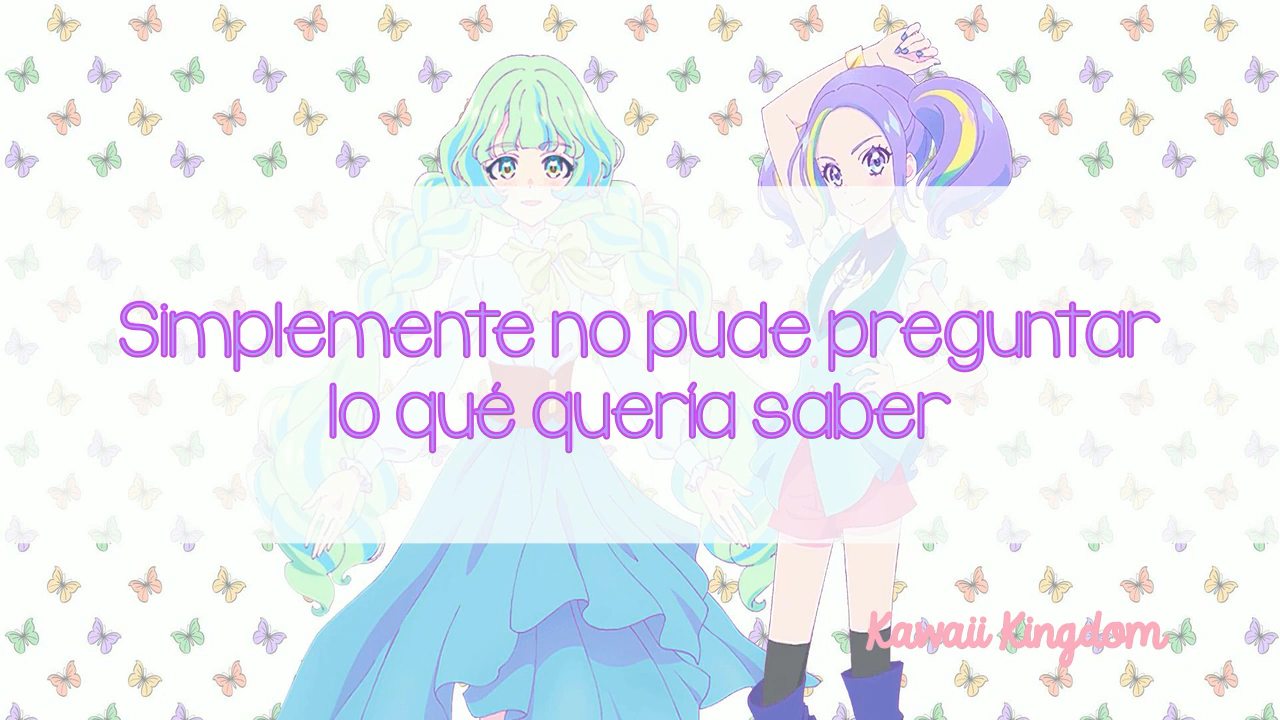 Simplemente no pude preguntar
lo qué quería saber
Kawaii Kingdom